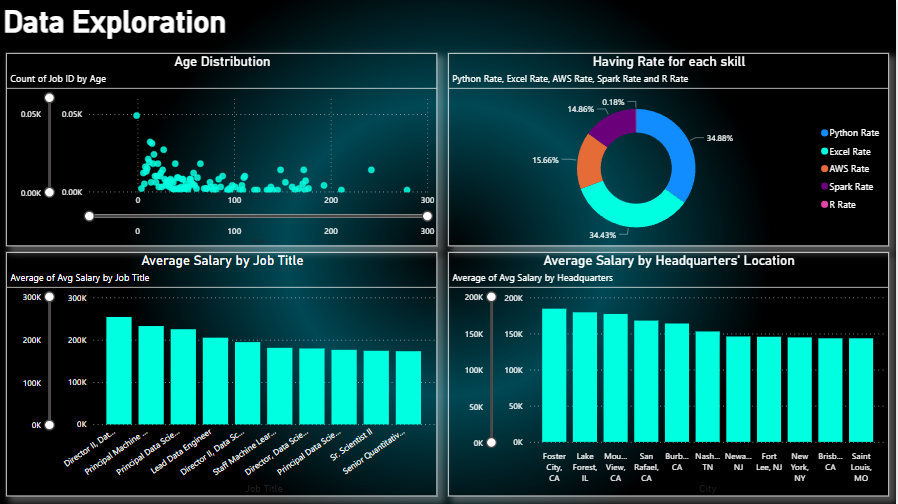 Data Exploration
Age Distribution
Count of Job ID by Age
0.05K
0.00K
0.05K
0.00K
0 100 200 300
0 100 200 300
Having Rate for each skill
Python Rate, Excel Rate, AWS Rate, Spark Rate and R Rate
0.18%
14.86%
34.88%
15.66%
34.43%
Python Rate
Excel Rate
AWS Rate
Spark Rate
R Rate
Average Salary by Job Title
Average of Avg Salary by Job Title
300K
200K
100K
0K
300K
200K
100K
0K
Director II, Dat...
Principal Machine ...
Principal Data Scie...
Lead Data Engineer
Director II, Data Sc...
Staff Machine Lear...
Director, Data Scie...
Principal Data Scie...
Sr. Scientist II
Senior Quantitativ...
Job Title
Average Salary by Headquarters' Location
Average of Avg Salary by Headquarters
200K
150K
100K
50K
0K
200K
150K
100K
50K
0K
Foster City, CA
Lake Forest, IL
Mou... View, CA
San Rafael, CA
Burb... CA
Nash... TN
Newa... NJ
Fort Lee, NJ
New York, NY
Brisb... CA
Saint Louis, MO
City